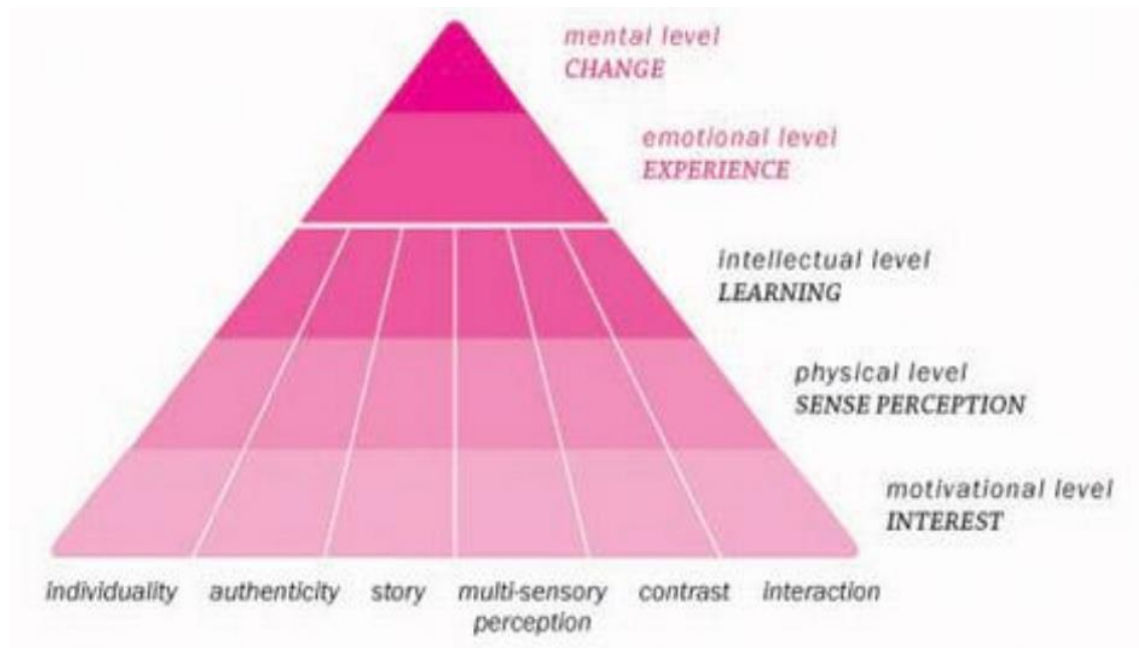 mental level
CHANGE
emotional level
EXPERIENCE
intellectual level
LEARNING
physical level
SENSE PERCEPTION
motivational level
INTEREST
individuality authenticity story multi-sensory contrast interaction
perception